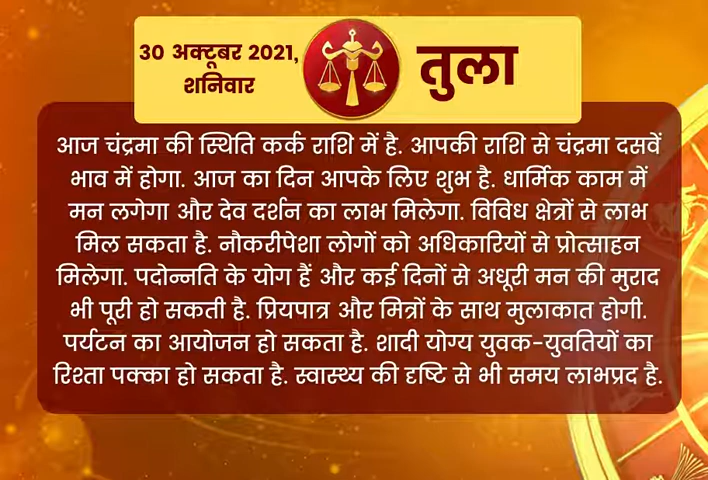 30 अक्टूबर 2021,
शनिवार
तुला
आज चंद्रमा की स्थिति कर्क राशि में है. आपकी राशि से चंद्रमा दसवें
भाव में होगा. आज का दिन आपके लिए शुभ है. धार्मिक काम में
मन लगेगा और देव दर्शन का लाभ मिलेगा. विविध क्षेत्रों से लाभ
मिल सकता है. नौकरीपेशा लोगों को अधिकारियों से प्रोत्साहन
मिलेगा. पदोन्नति के योग हैं और कई दिनों से अधूरी मन की मुराद
भी पूरी हो सकती है. प्रियपात्र और मित्रों के साथ मुलाकात होगी.
पर्यटन का आयोजन हो सकता है. शादी योग्य युवक-युवतियों का
रिश्ता पक्का हो सकता है. स्वास्थ्य की दृष्टि से भी समय लाभप्रद है.